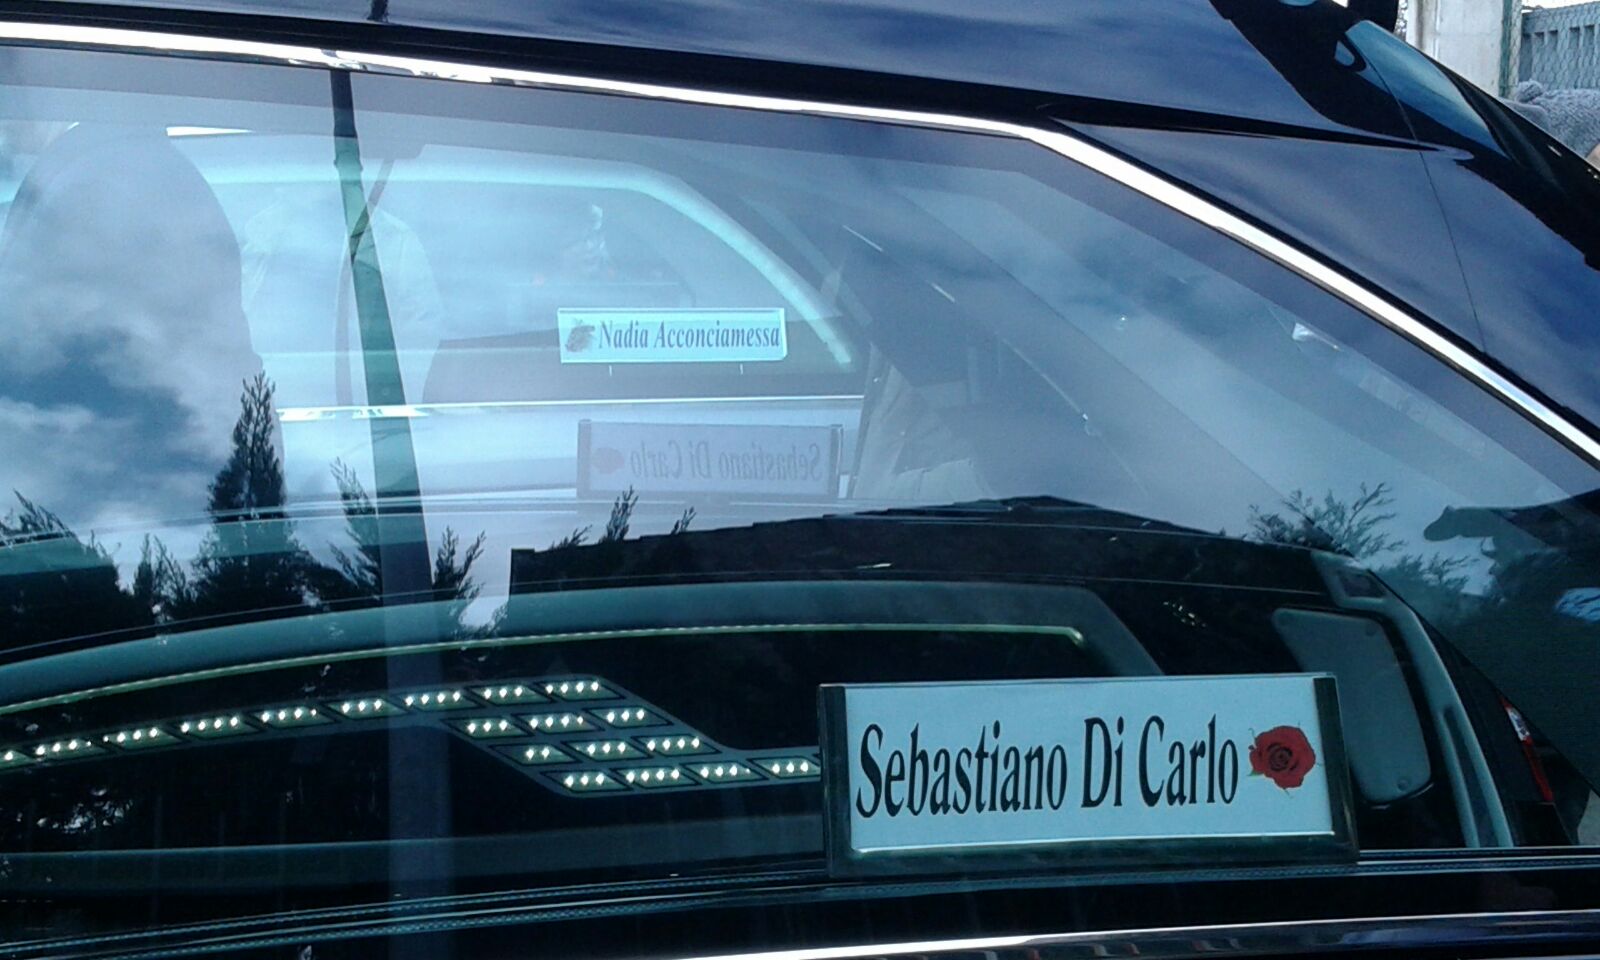 Nadia Acconciamessa
Sebastiano Di Carlo
Sebastiano Di Carlo